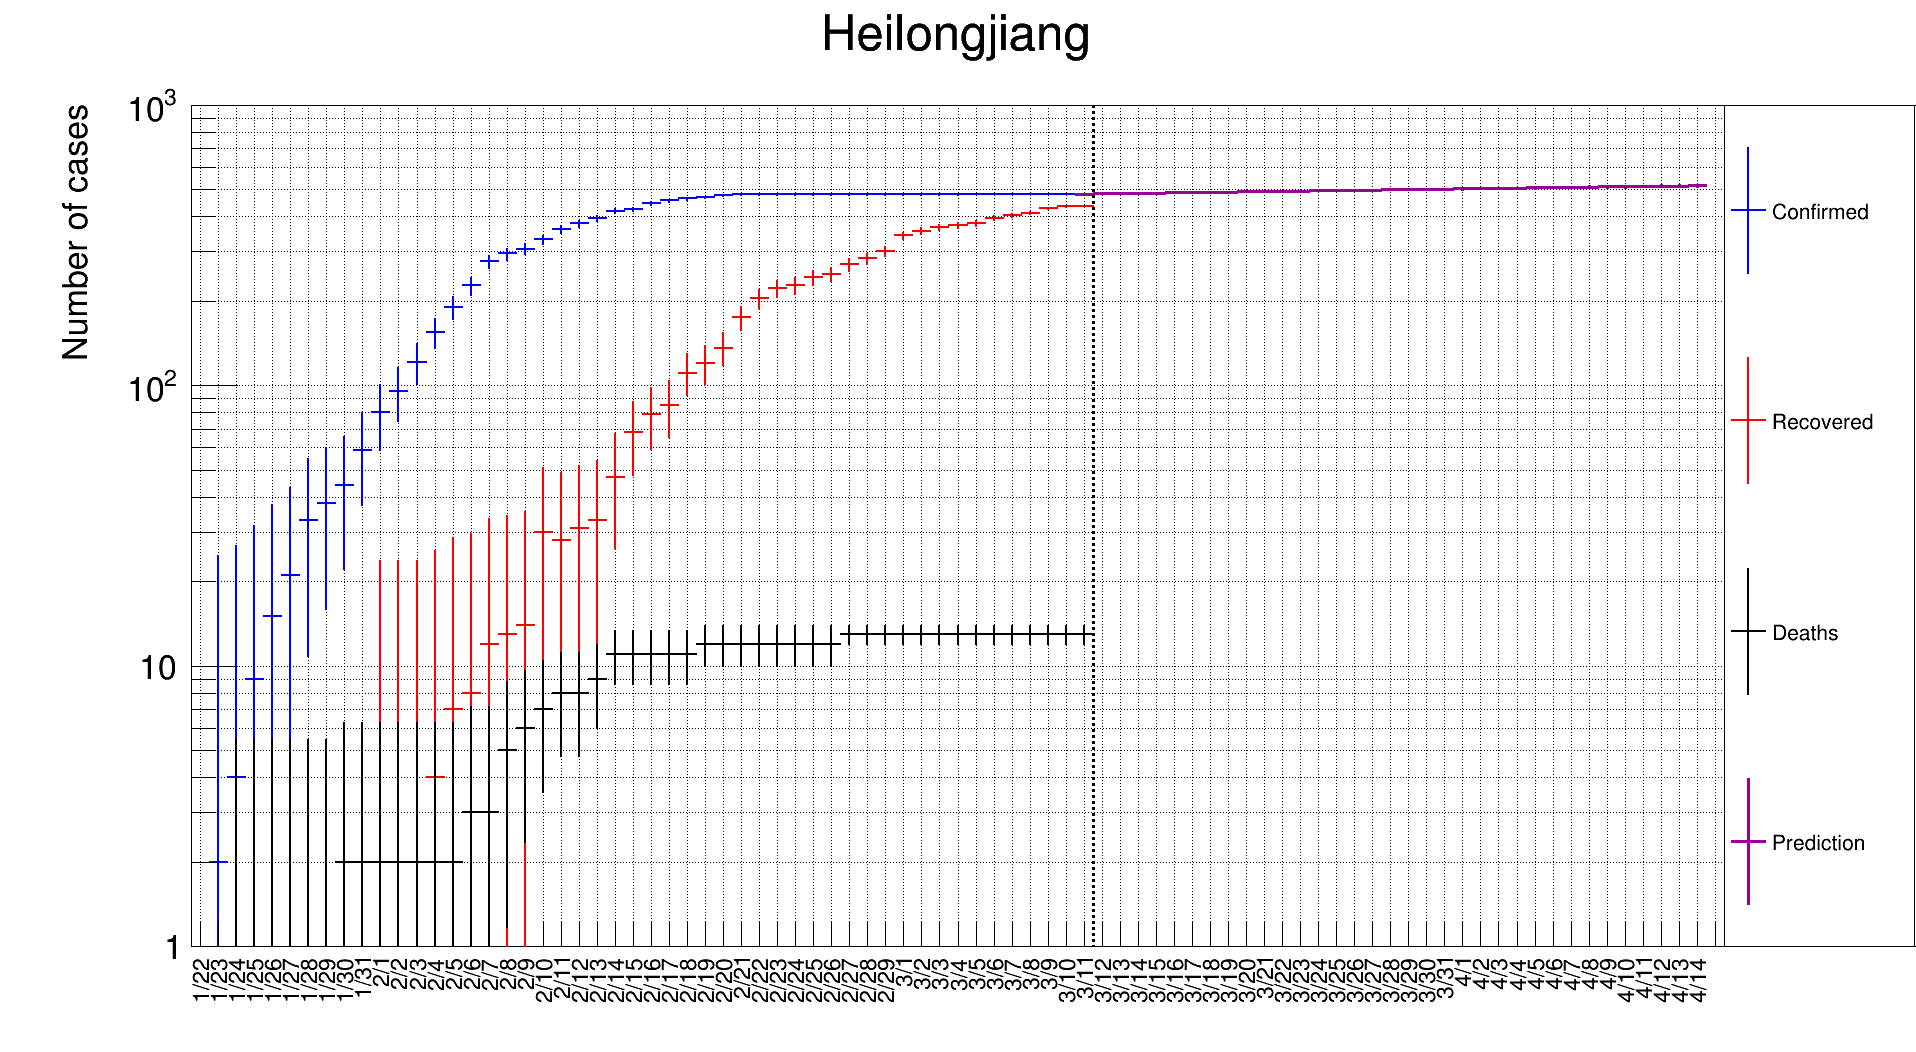 Heilongjiang
Number of cases
10³
10²
10
1
1/22 1/23 1/24 1/25 1/26 1/27 1/28 1/29 1/30 1/31 2/1 2/2 2/3 2/4 2/5 2/6 2/7 2/8 2/9 2/10 2/11 2/12 2/13 2/14 2/15 2/16 2/17 2/18 2/19 2/20 2/21 2/22 2/23 2/24 2/25 2/26 2/27 2/28 2/29 3/1 3/2 3/3 3/4 3/5 3/6 3/7 3/8 3/9 3/10 3/11 3/12 3/13 3/14 3/15 3/16 3/17 3/18 3/19 3/20 3/21 3/22 3/23 3/24 3/25 3/26 3/27 3/28 3/29 3/30 3/31 4/1 4/2 4/3 4/4 4/5 4/6 4/7 4/8 4/9 4/10 4/11 4/12 4/13 4/14
Confirmed
Recovered
Deaths
Prediction